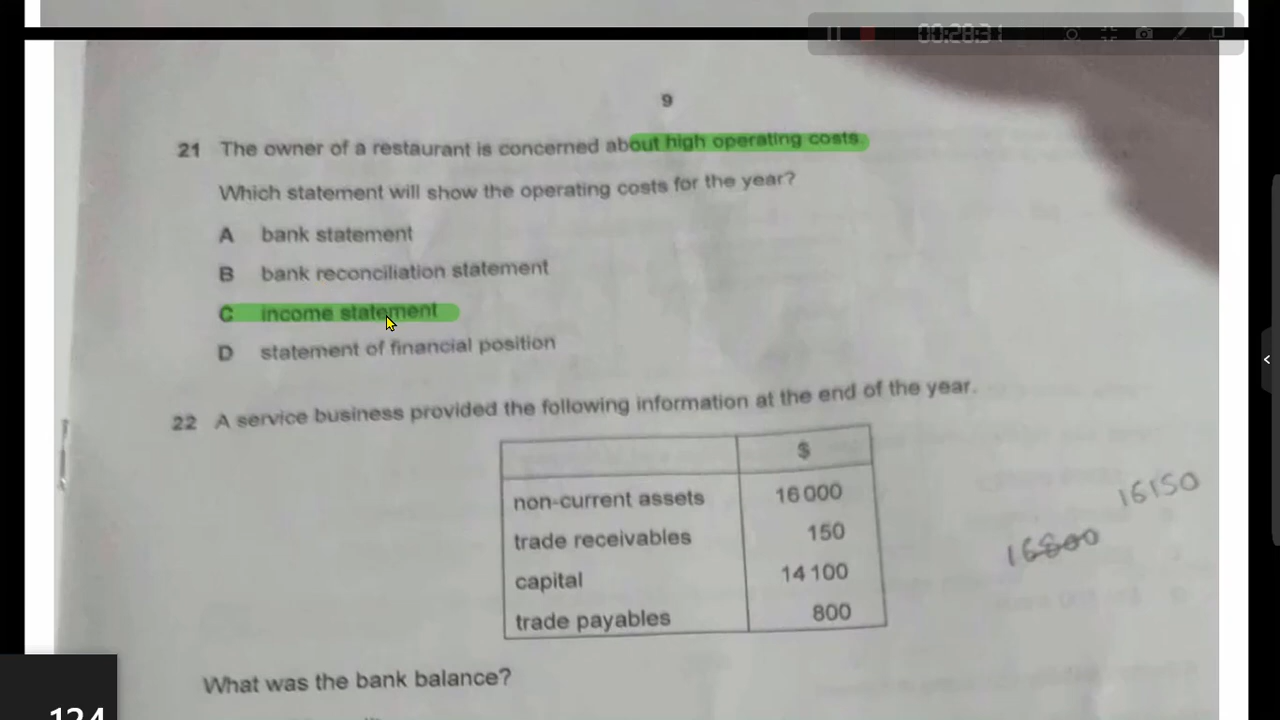 00:28:31
9
21 The owner of a restaurant is concerned about high operating costs.
Which statement will show the operating costs for the year?
A bank statement
B bank reconciliation statement
C income statement
D statement of financial position
22 A service business provided the following information at the end of the year.
$
non-current assets 16 000
trade receivables 150
capital 14 100
trade payables 800
16150
16800
What was the bank balance?
124